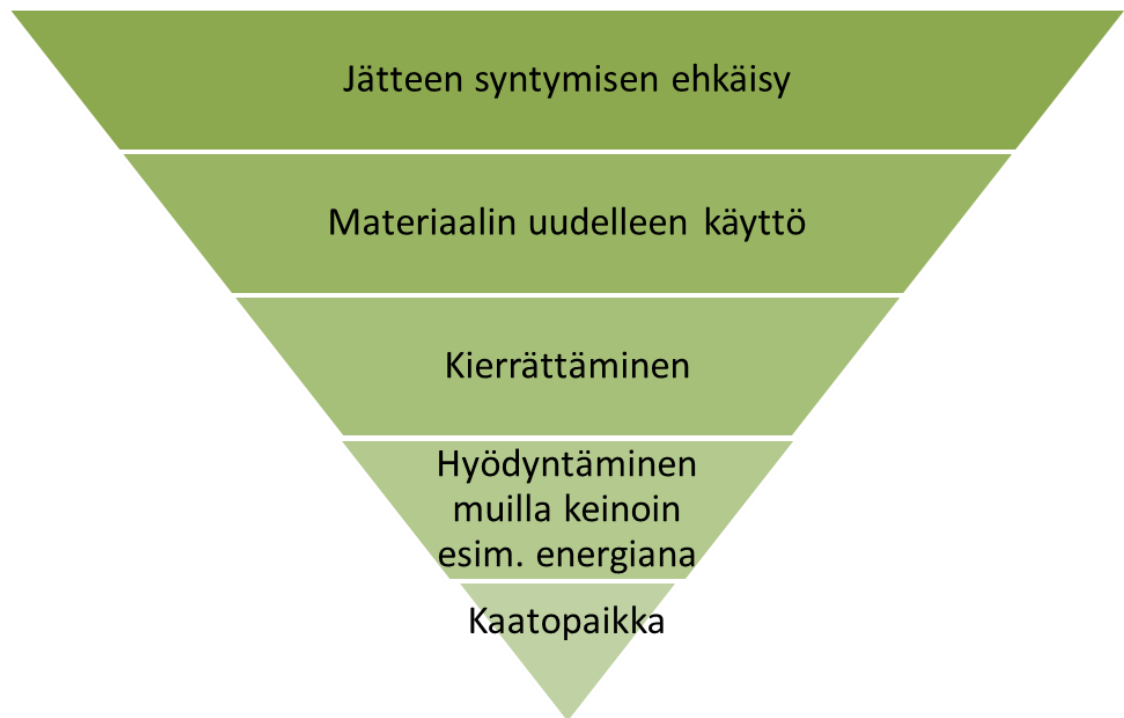 Jätteen syntymisen ehkäisy
Materiaalin uudelleen käyttö
Kierrättäminen
Hyödyntäminen
muilla keinoin
esim. energiana
Kaatopaikka